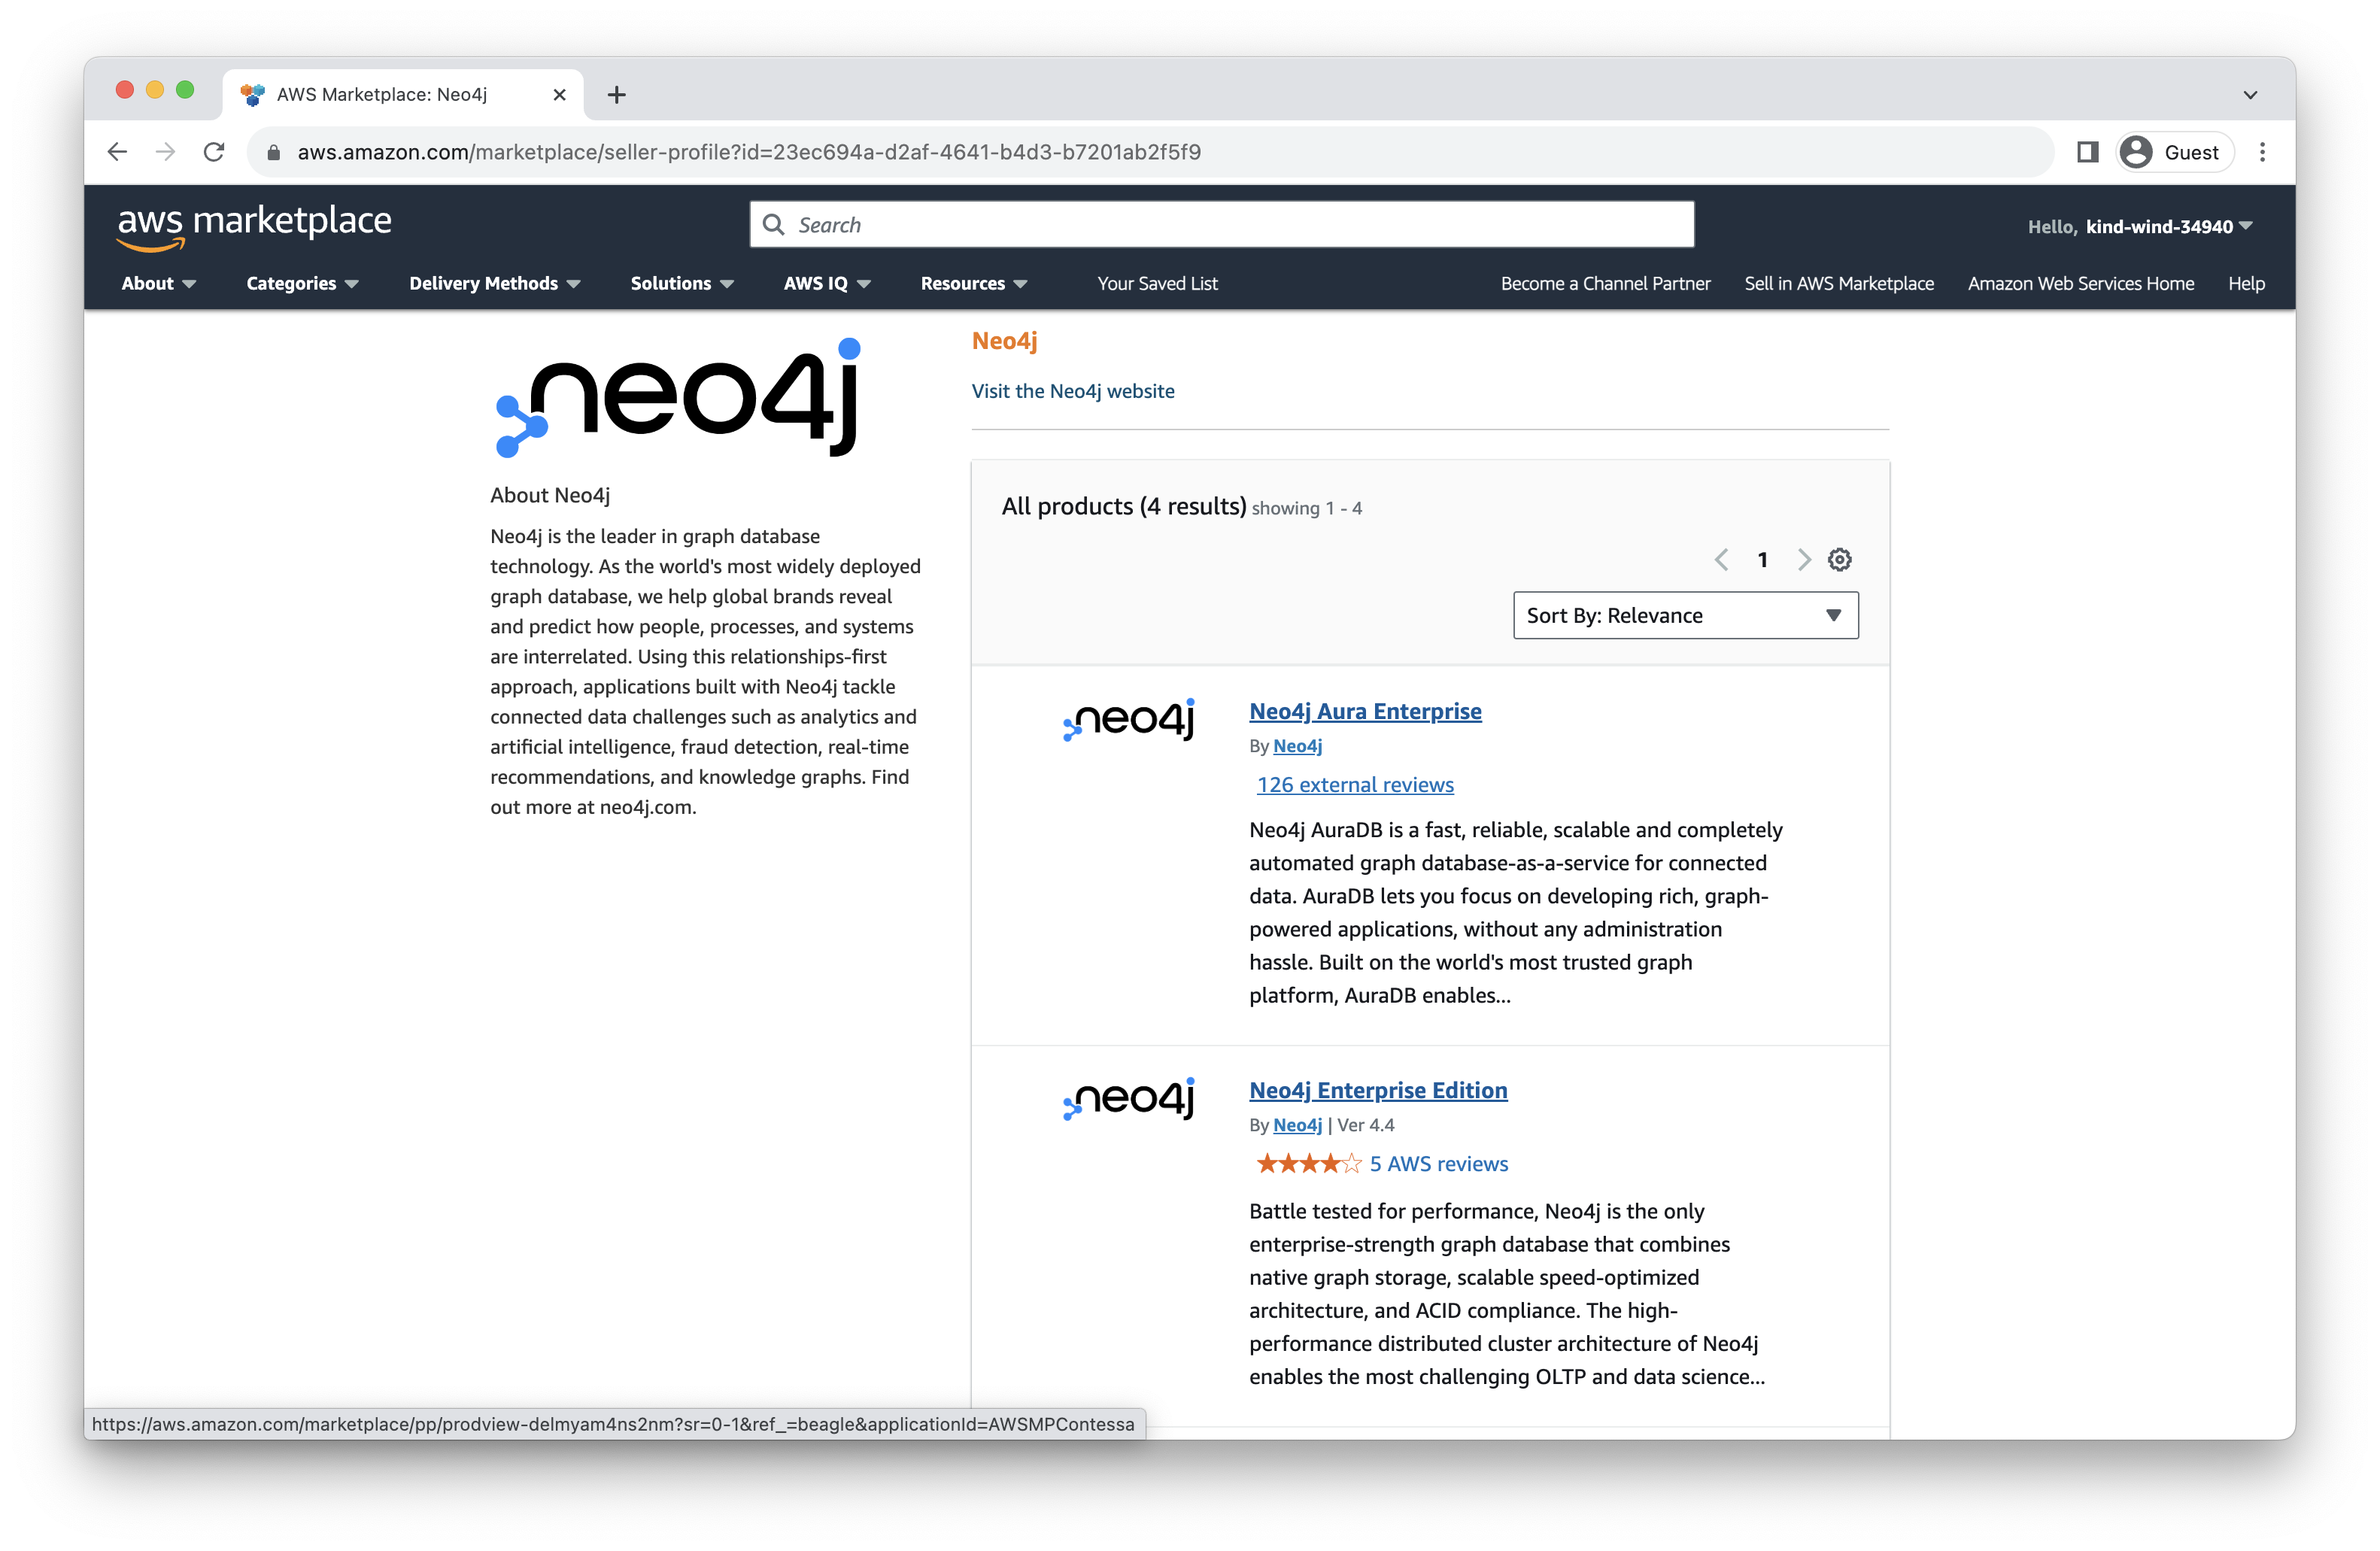 AWS Marketplace: Neo4j
aws.amazon.com/marketplace/seller-profile?id=23ec694a-d2af-4641-b4d3-b7201ab2f5f9
Guest
aws marketplace
Search
Hello, kind-wind-34940
About
Categories
Delivery Methods
Solutions
AWS IQ
Resources
Your Saved List
Become a Channel Partner
Sell in AWS Marketplace
Amazon Web Services Home
Help
neo4j
About Neo4j
Neo4j is the leader in graph database
technology. As the world's most widely deployed
graph database, we help global brands reveal
and predict how people, processes, and systems
are interrelated. Using this relationships-first
approach, applications built with Neo4j tackle
connected data challenges such as analytics and
artificial intelligence, fraud detection, real-time
recommendations, and knowledge graphs. Find
out more at neo4j.com.
Neo4j
Visit the Neo4j website
All products (4 results) showing 1 - 4
1
Sort By: Relevance
neo4j
Neo4j Aura Enterprise
By Neo4j
126 external reviews
Neo4j AuraDB is a fast, reliable, scalable and completely
automated graph database-as-a-service for connected
data. AuraDB lets you focus on developing rich, graph-
powered applications, without any administration
hassle. Built on the world's most trusted graph
platform, AuraDB enables...
neo4j
Neo4j Enterprise Edition
By Neo4j | Ver 4.4
5 AWS reviews
Battle tested for performance, Neo4j is the only
enterprise-strength graph database that combines
native graph storage, scalable speed-optimized
architecture, and ACID compliance. The high-
performance distributed cluster architecture of Neo4j
enables the most challenging OLTP and data science...
https://aws.amazon.com/marketplace/pp/prodview-delmyam4ns2nm?sr=0-1&ref_=beagle&applicationId=AWSMPContessa